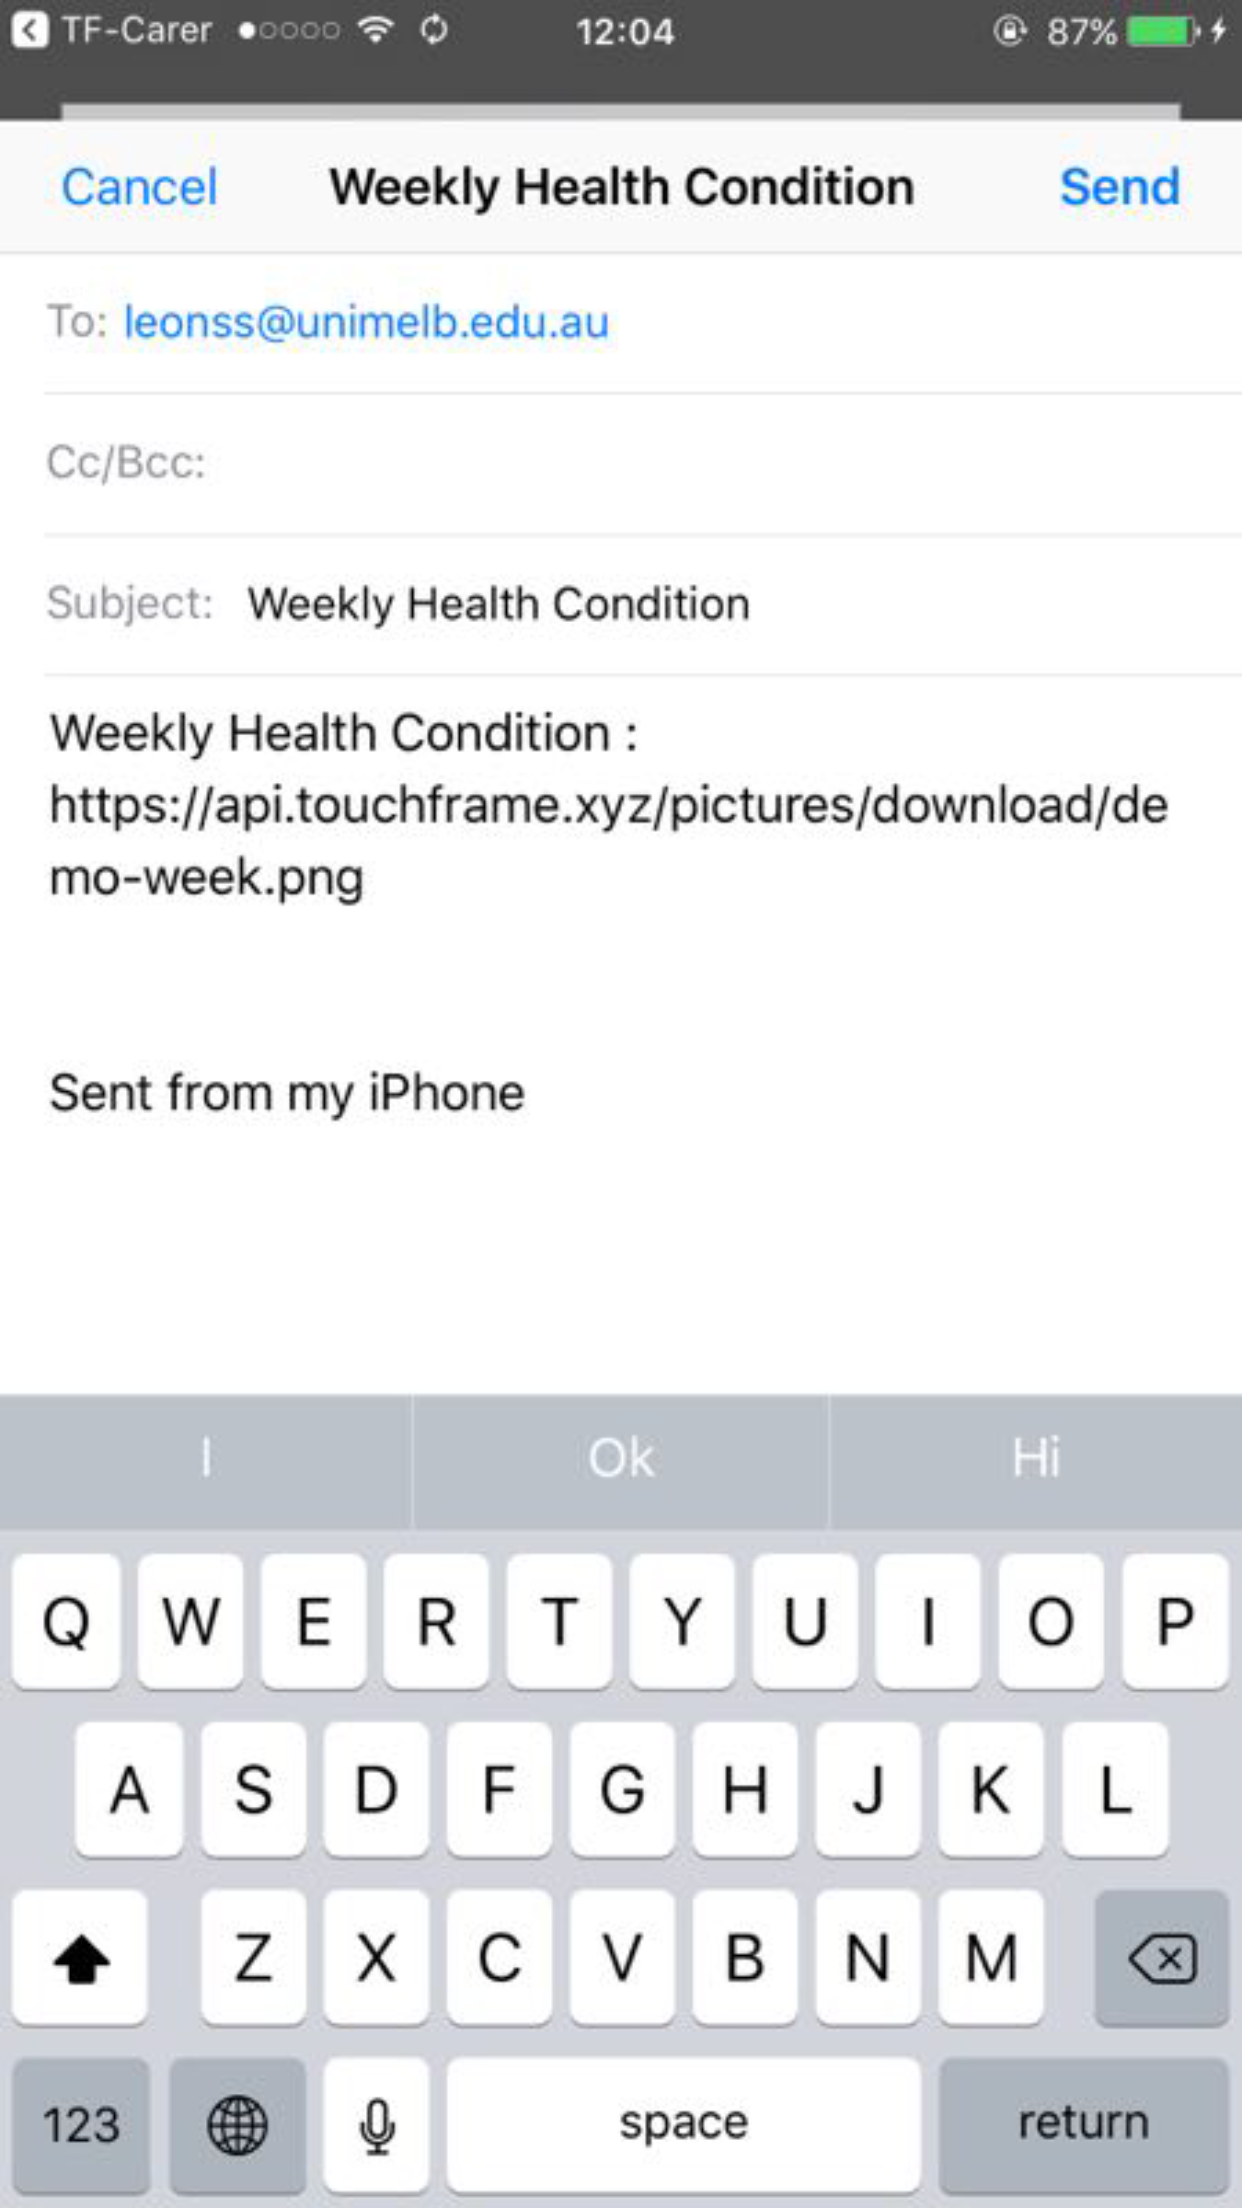 TF-Carer 12:04 87%
Cancel Weekly Health Condition Send
To: leonss@unimelb.edu.au
Cc/Bcc:
Subject: Weekly Health Condition
Weekly Health Condition :
https://api.touchframe.xyz/pictures/download/de
mo-week.png
Sent from my iPhone
I Ok Hi
Q W E R T Y U I O P
A S D F G H J K L
Z X C V B N M
123 space return